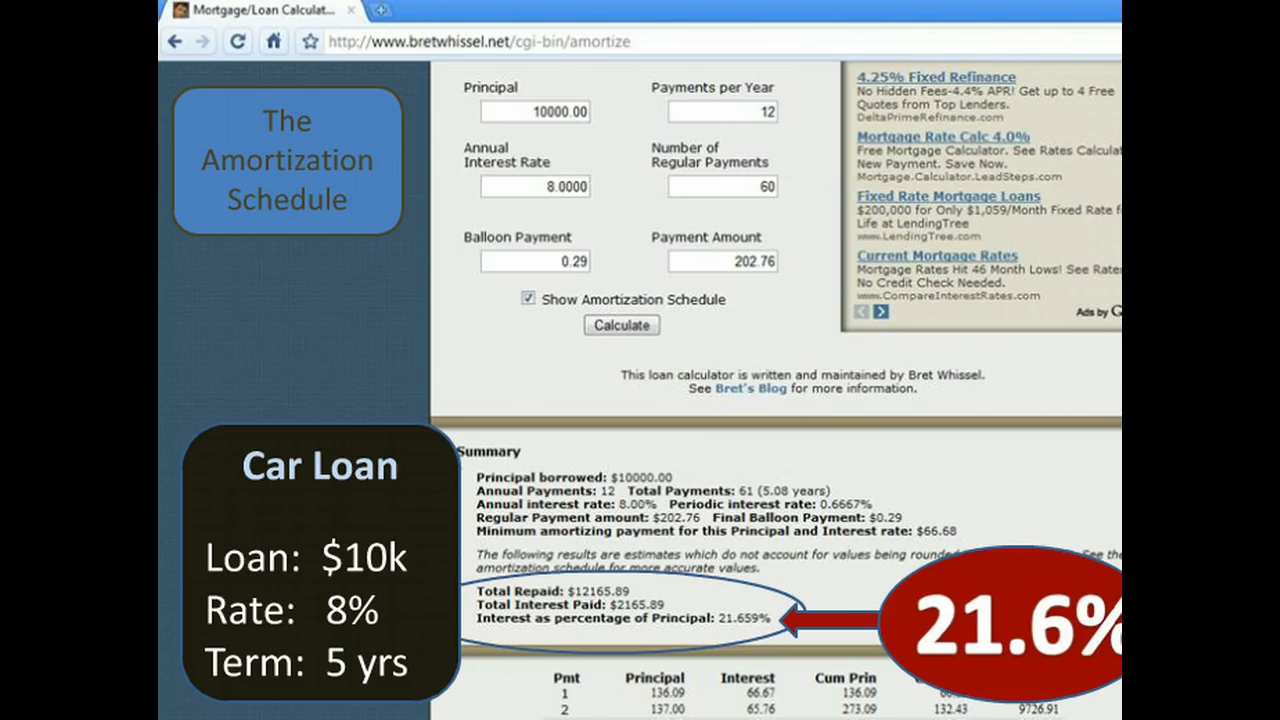 Mortgage/Loan Calculat...
http://www.bretwhissel.net/cgi-bin/amortize
The
Amortization
Schedule
Principal
Payments per Year
10000.00
12
Annual
Interest Rate
Number of
Regular Payments
8.0000
60
Balloon Payment
Payment Amount
0.29
202.76
Show Amortization Schedule
Calculate
This loan calculator is written and maintained by Bret Whissel.
See Bret's Blog for more information.
4.25% Fixed Refinance
No Hidden Fees-4.4% APR! Get up to 4 Free
Quotes from Top Lenders.
DeltaPrimeRefinance.com
Mortgage Rate Calc 4.0%
Free Mortgage Calculator. See Rates Calculat
New Payment. Save Now.
Mortgage.Calculator.LeadSteps.com
Fixed Rate Mortgage Loans
$200,000 for Only $1,059/Month Fixed Rate f
Life at LendingTree
www.LendingTree.com
Current Mortgage Rates
Mortgage Rates Hit 46 Month Lows! See Rate
No Credit Check Needed.
www.CompareInterestRates.com
Ads by G
Car Loan
Loan: $10k
Rate: 8%
Term: 5 yrs
Summary
Principal borrowed: $10000.00
Annual Payments: 12 Total Payments: 61 (5.08 years)
Annual interest rate: 8.00% Periodic interest rate: 0.6667%
Regular Payment amount: $202.76 Final Balloon Payment: $0.29
Minimum amortizing payment for this Principal and Interest rate: $66.68
The following results are estimates which do not account for values being rounde See the
amortization schedule for more accurate values.
Total Repaid: $12165.89
Total Interest Paid: $2165.89
Interest as percentage of Principal: 21.659%
21.6%
Pmt Principal Interest Cum Prin
1 136.09 66.67 136.09
2 137.00 65.76 273.09 132.43 9726.91